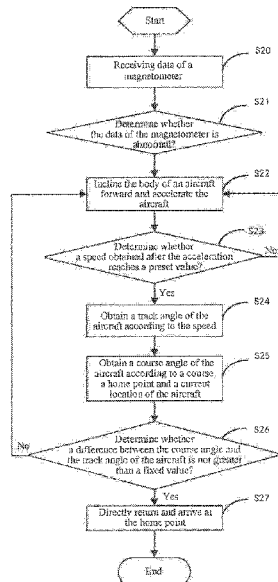 Start
S20
Receiving data of a
magnetometer
S21
Determine whether
the data of the magnetometer is
abnormal?
S22
Incline the body of an aircraft
forward and accelerate the
aircraft
S23
Determine whether
a speed obtained after the acceleration
reaches a preset value?
No
Yes
S24
Obtain a track angle of the
aircraft according to the speed
S25
Obtain a course angle of the
aircraft according to a course
a home point and a current
location of the aircraft
S26
No
Determine whether
a difference between the course angle and
the track angle of the aircraft is not greater
than a fixed value?
Yes
S27
Directly return and arrive at
the home point
End